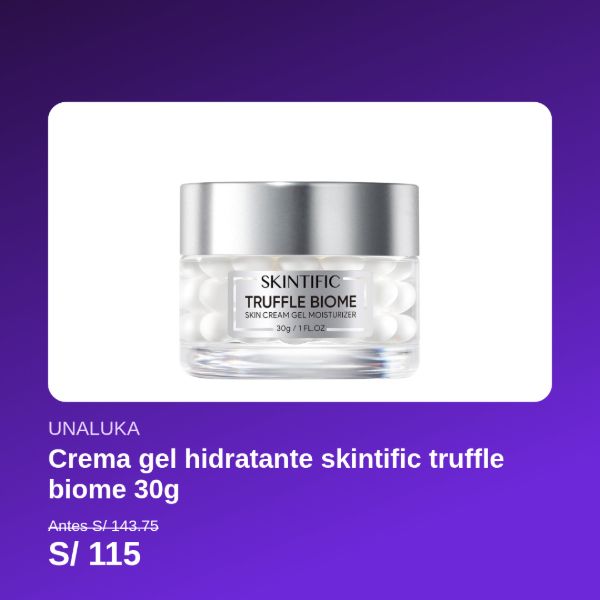 SKINTIFIC
TRUFFLE BIOME
SKIN CREAM GEL MOISTURIZER
30g / 1 FL.OZ
UNALUKA
Crema gel hidratante skintific truffle
biome 30g
Antes S/ 143.75
S/ 115